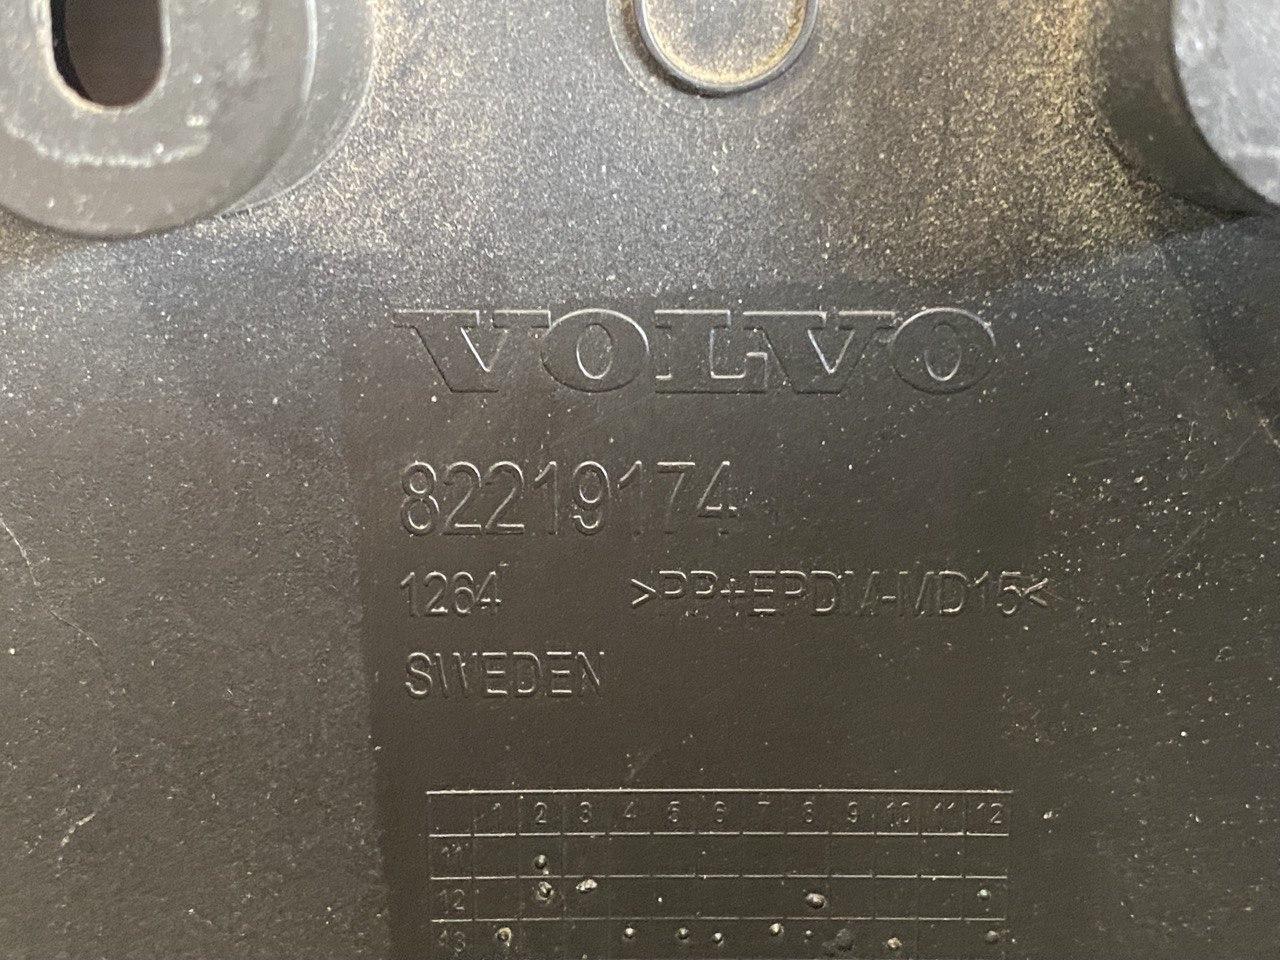 VOLVO
82219174
1264 >PP+EPDM-MD15<
SWEDEN
1 2 3 4 5 6 7 8 9 10 11 12
11
12
13